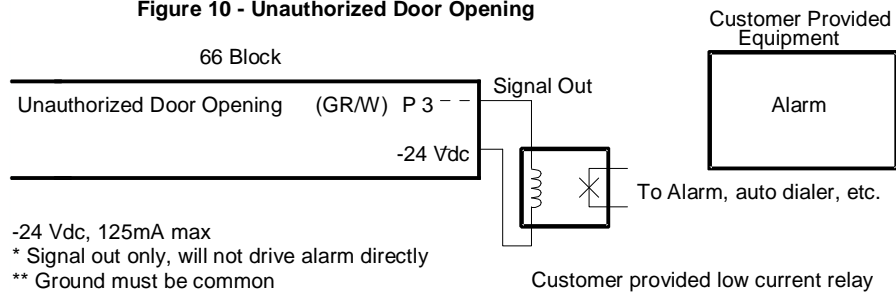 Figure 10 - Unauthorized Door Opening
Customer Provided
Equipment
66 Block
Signal Out
Unauthorized Door Opening (GR/W) P 3
Alarm
-24 Vdc
To Alarm, auto dialer, etc.
-24 Vdc, 125mA max
* Signal out only, will not drive alarm directly
** Ground must be common
Customer provided low current relay